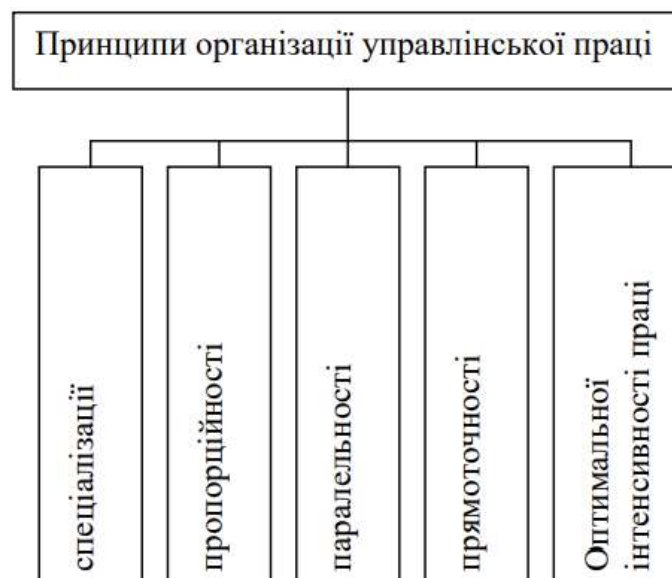 Принципи організації управлінської праці
спеціалізації
пропорційності
паралельності
прямоточності
Оптимальної
інтенсивності праці